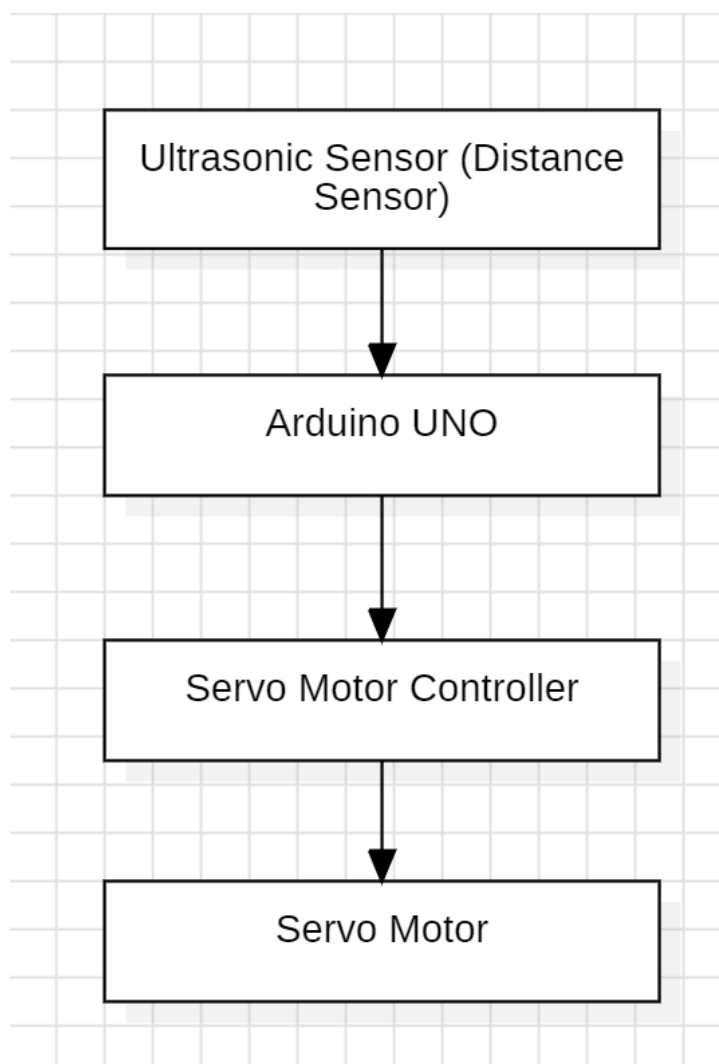 Ultrasonic Sensor (Distance
Sensor)
Arduino UNO
Servo Motor Controller
Servo Motor